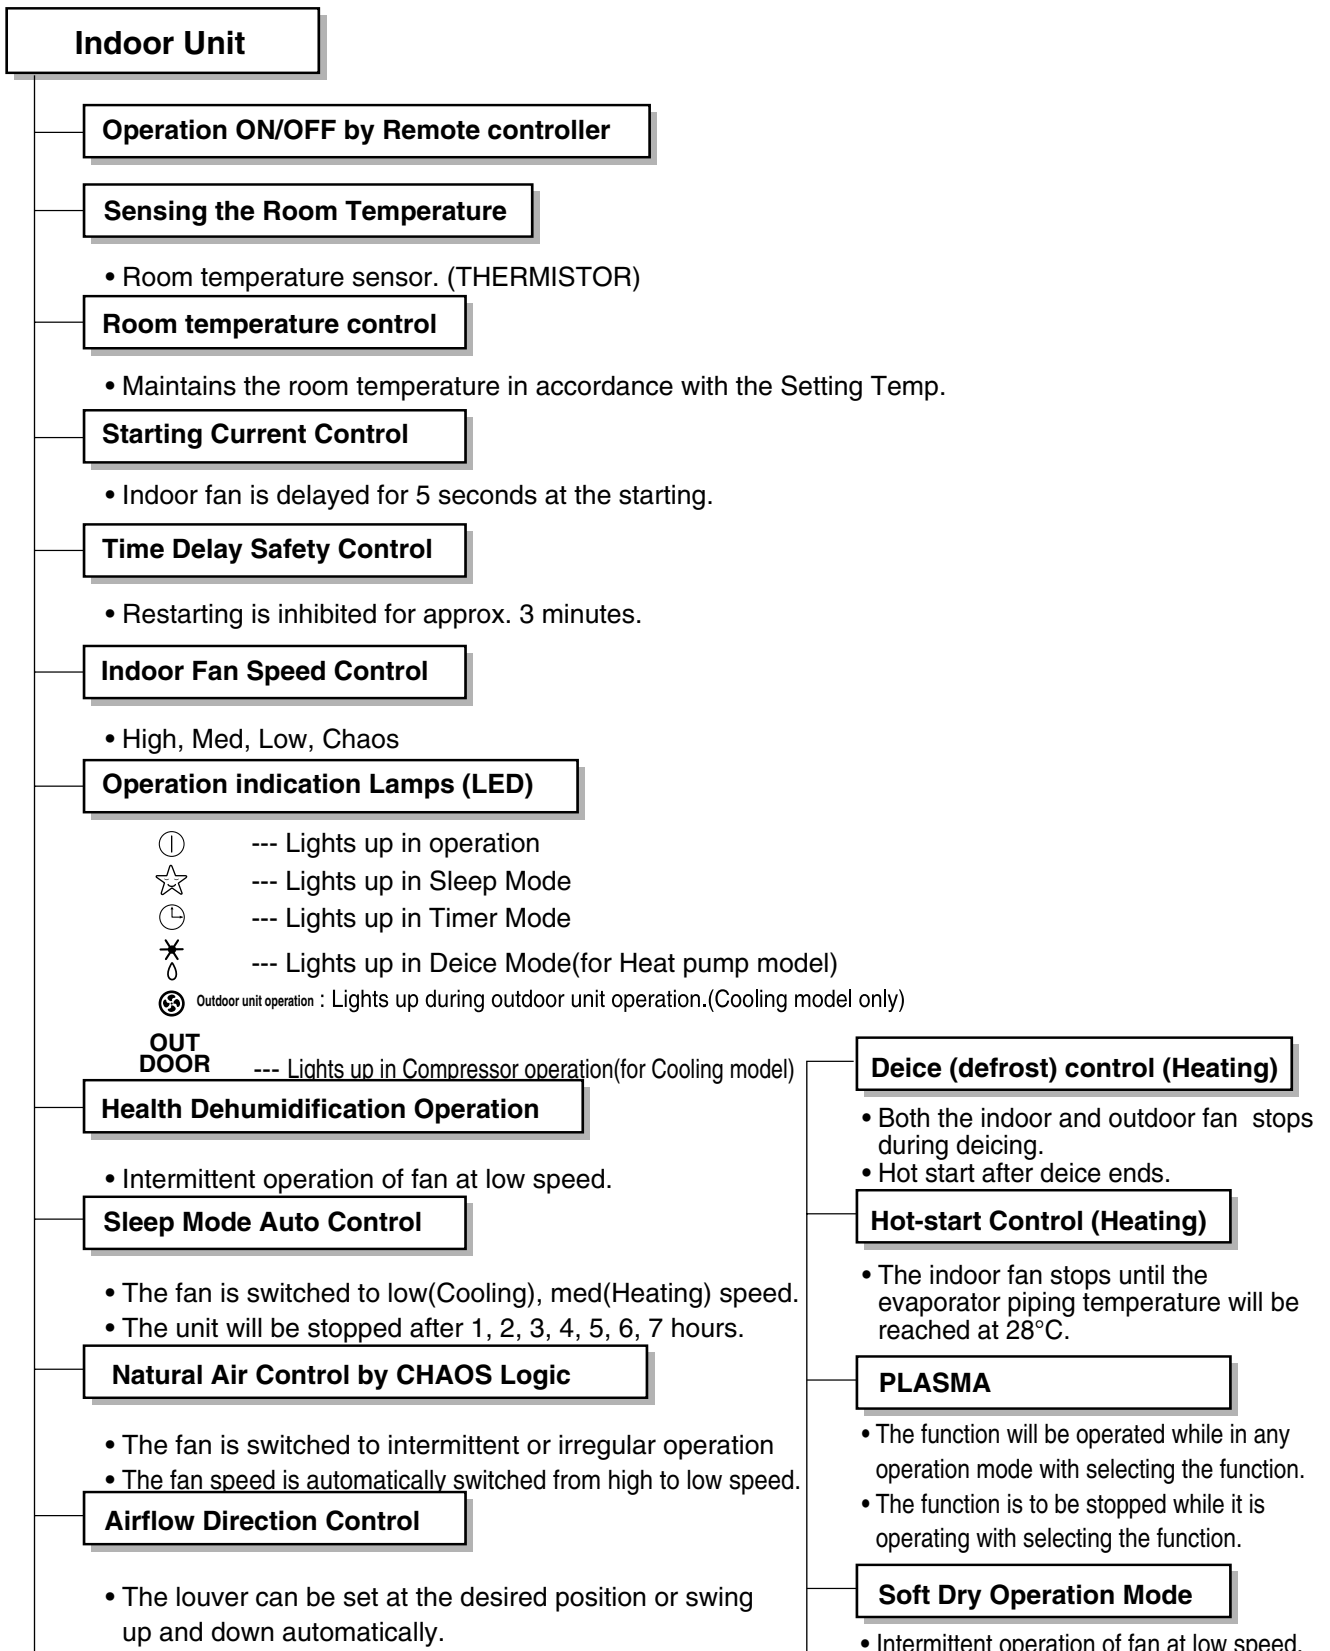 Indoor Unit
Operation ON/OFF by Remote controller
Sensing the Room Temperature
• Room temperature sensor. (THERMISTOR)
Room temperature control
• Maintains the room temperature in accordance with the Setting Temp.
Starting Current Control
• Indoor fan is delayed for 5 seconds at the starting.
Time Delay Safety Control
• Restarting is inhibited for approx. 3 minutes.
Indoor Fan Speed Control
• High, Med, Low, Chaos
Operation indication Lamps (LED)
--- Lights up in operation
--- Lights up in Sleep Mode
--- Lights up in Timer Mode
--- Lights up in Deice Mode(for Heat pump model)
Outdoor unit operation : Lights up during outdoor unit operation.(Cooling model only)
OUT
DOOR --- Lights up in Compressor operation(for Cooling model)
Health Dehumidification Operation
• Intermittent operation of fan at low speed.
Sleep Mode Auto Control
• The fan is switched to low(Cooling), med(Heating) speed.
• The unit will be stopped after 1, 2, 3, 4, 5, 6, 7 hours.
Natural Air Control by CHAOS Logic
• The fan is switched to intermittent or irregular operation
• The fan speed is automatically switched from high to low speed.
Airflow Direction Control
• The louver can be set at the desired position or swing
up and down automatically.
Deice (defrost) control (Heating)
• Both the indoor and outdoor fan stops
during deicing.
• Hot start after deice ends.
Hot-start Control (Heating)
• The indoor fan stops until the
evaporator piping temperature will be
reached at 28°C.
PLASMA
• The function will be operated while in any
operation mode with selecting the function.
• The function is to be stopped while it is
operating with selecting the function.
Soft Dry Operation Mode
• Intermittent operation of fan at low speed.